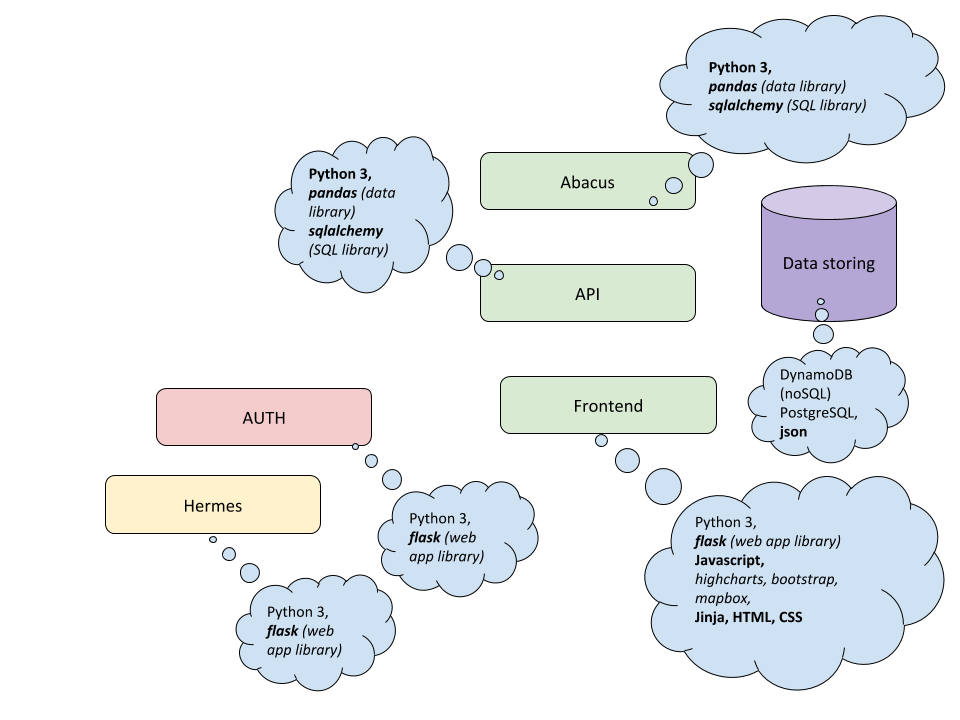 Python 3,
pandas (data library)
sqlalchemy (SQL library)
Abacus
Python 3,
pandas (data
library)
sqlalchemy
(SQL library)
Data storing
API
DynamoDB
(noSQL)
PostgreSQL,
json
Frontend
AUTH
Hermes
Python 3,
flask (web
app library)
Python 3,
flask (web app library)
Javascript,
highcharts, bootstrap,
mapbox,
Jinja, HTML, CSS
Python 3,
flask (web
app library)